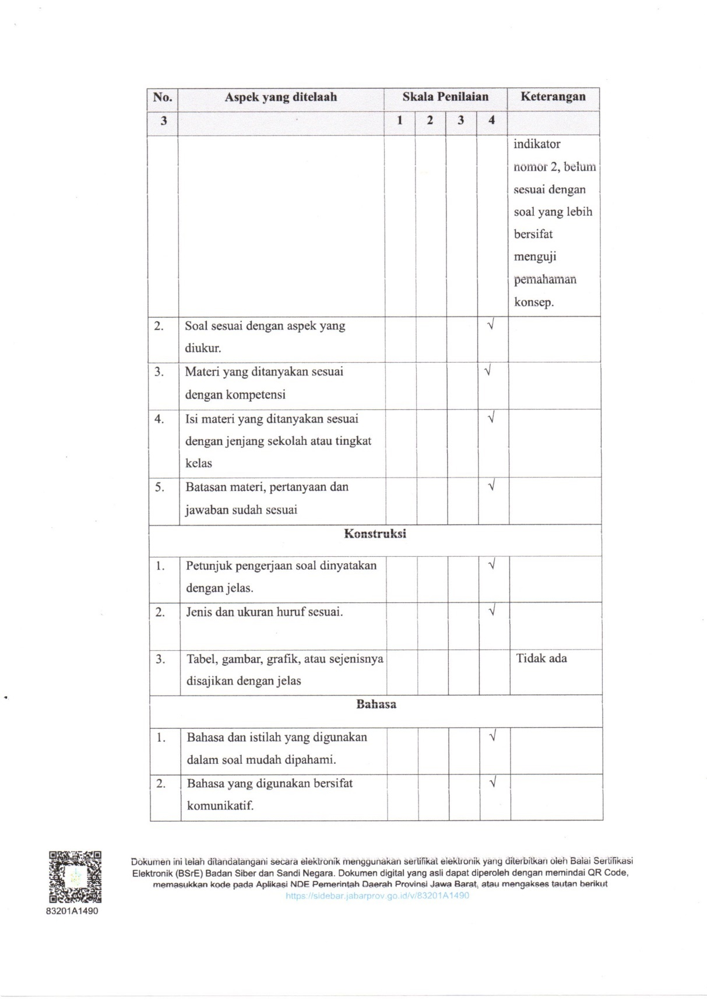 No. Aspek yang ditelaah Skala Penilaian Keterangan
3 1 2 3 4
indikator
nomor 2, belum
sesuai dengan
soal yang lebih
bersifat
menguji
pemahaman
konsep.
2. Soal sesuai dengan aspek yang √
diukur.
3. Materi yang ditanyakan sesuai √
dengan kompetensi
4. Isi materi yang ditanyakan sesuai √
dengan jenjang sekolah atau tingkat
kelas
5. Batasan materi, pertanyaan dan √
jawaban sudah sesuai
Konstruksi
1. Petunjuk pengerjaan soal dinyatakan √
dengan jelas.
2. Jenis dan ukuran huruf sesuai. √
3. Tabel, gambar, grafik, atau sejenisnya Tidak ada
disajikan dengan jelas
Bahasa
1. Bahasa dan istilah yang digunakan √
dalam soal mudah dipahami.
2. Bahasa yang digunakan bersifat √
komunikatif.
Dokumen ini telah ditandatangani secara elektronik menggunakan sertifikat elektronik yang diterbitkan oleh Balai Sertifikasi
Elektronik (BSrE) Badan Siber dan Sandi Negara. Dokumen digital yang asli dapat diperoleh dengan memindai QR Code,
memasukkan kode pada Aplikasi NDE Pemerintah Daerah Provinsi Jawa Barat, atau mengakses tautan berikut
https://sidebar.jabarprov.go.id/v/83201A1490
83201A1490